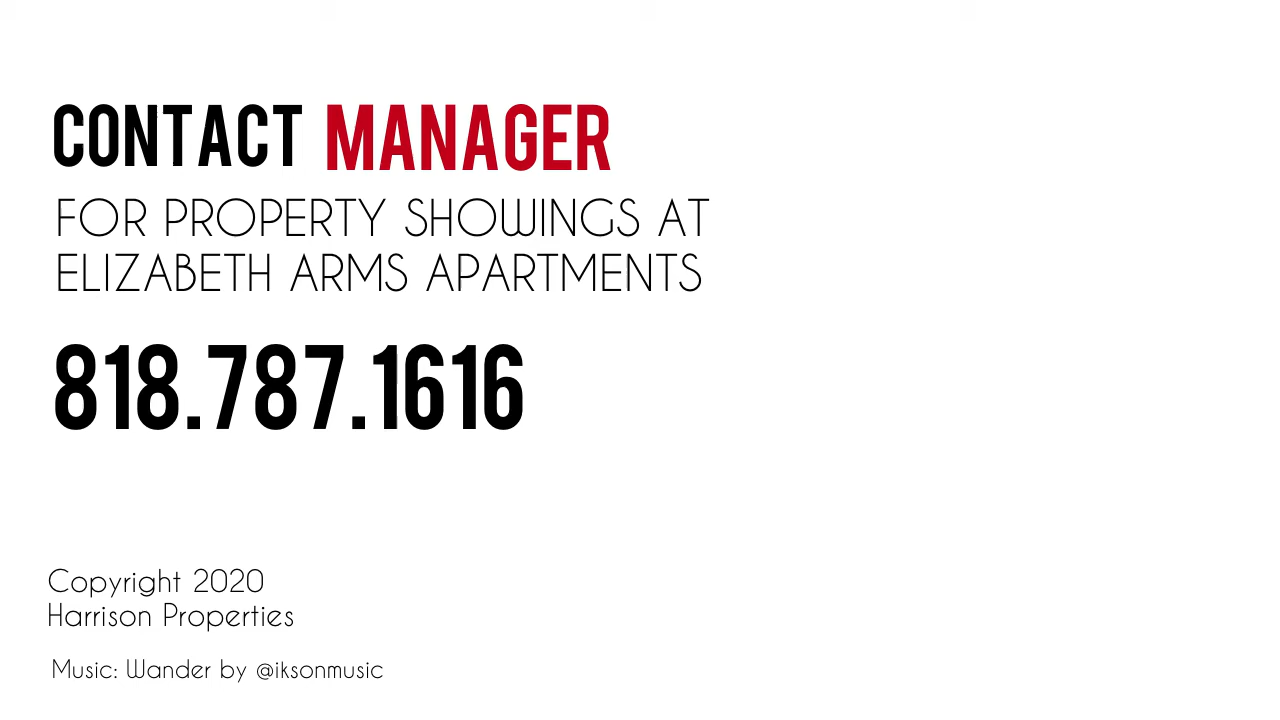 CONTACT MANAGER
FOR PROPERTY SHOWINGS AT
ELIZABETH ARMS APARTMENTS
818.787.1616
Copyright 2020
Harrison Properties
Music: Wander by @iksonmusic